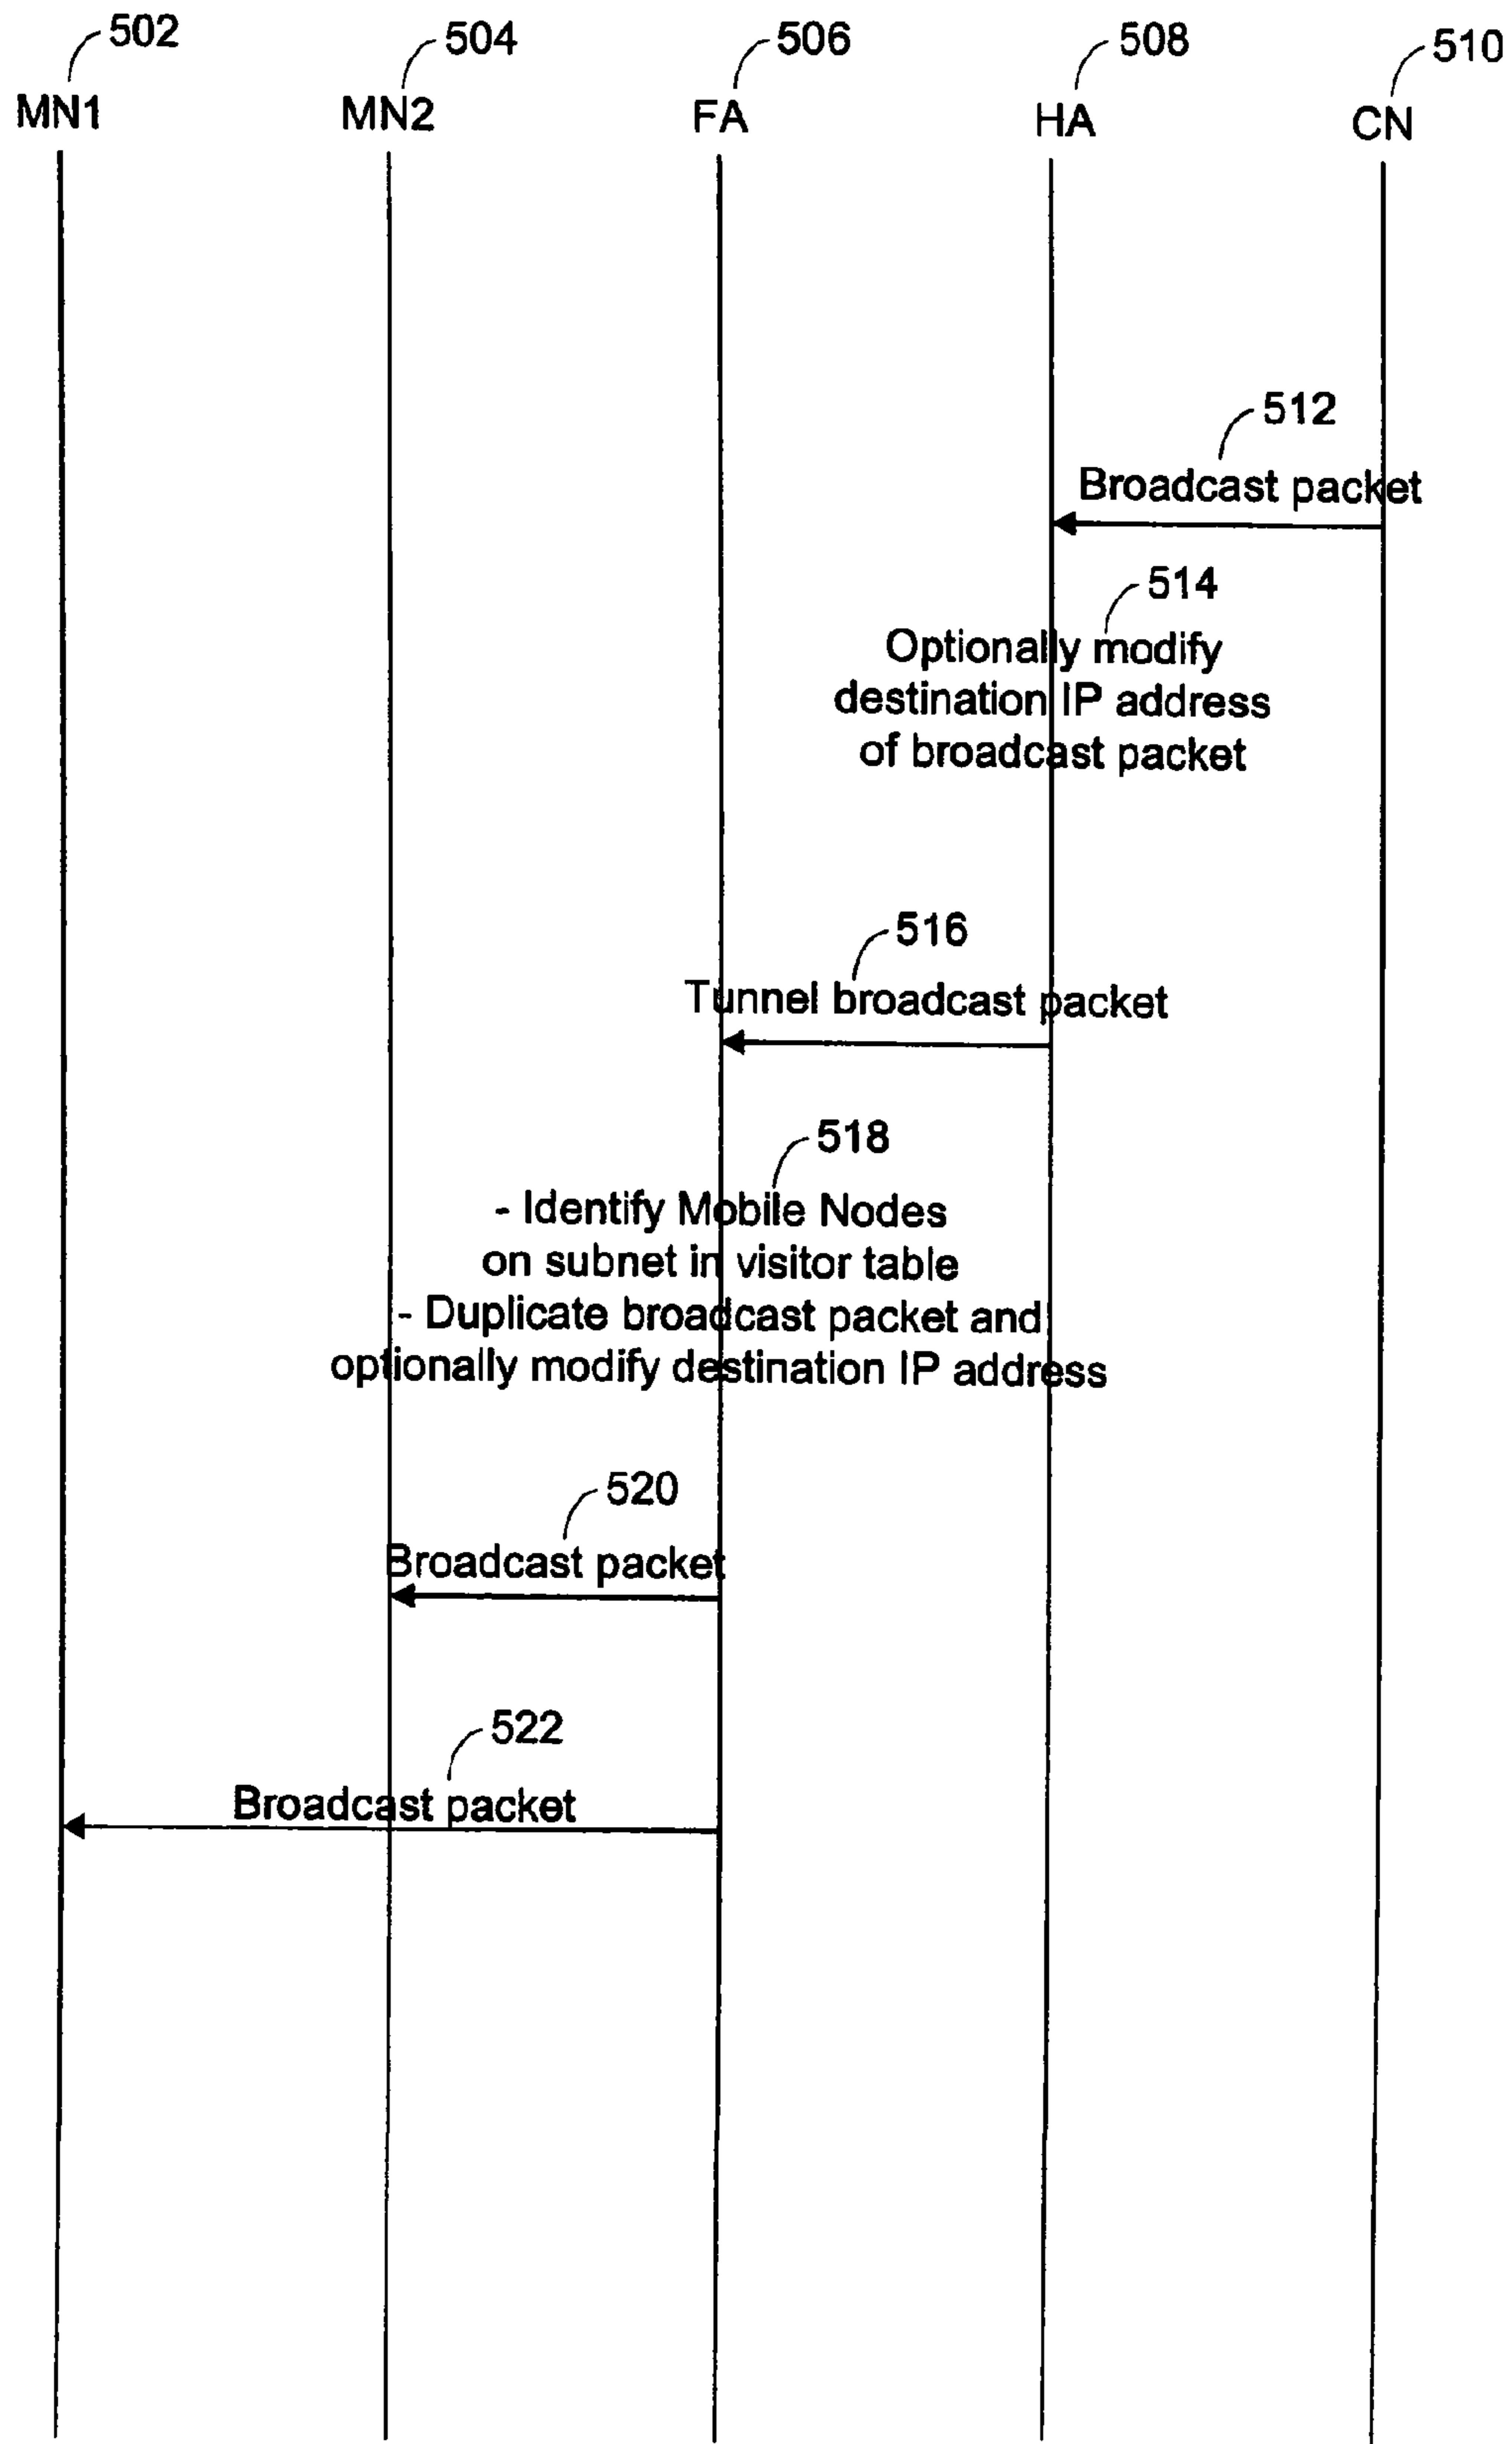 502
504
506
508
510
MN1
MN2
FA
HA
CN
512
Broadcast packet
514
Optionally modify
destination IP address
of broadcast packet
516
Tunnel broadcast packet
518
- Identify Mobile Nodes
on subnet in visitor table
- Duplicate broadcast packet and
optionally modify destination IP address
520
Broadcast packet
522
Broadcast packet